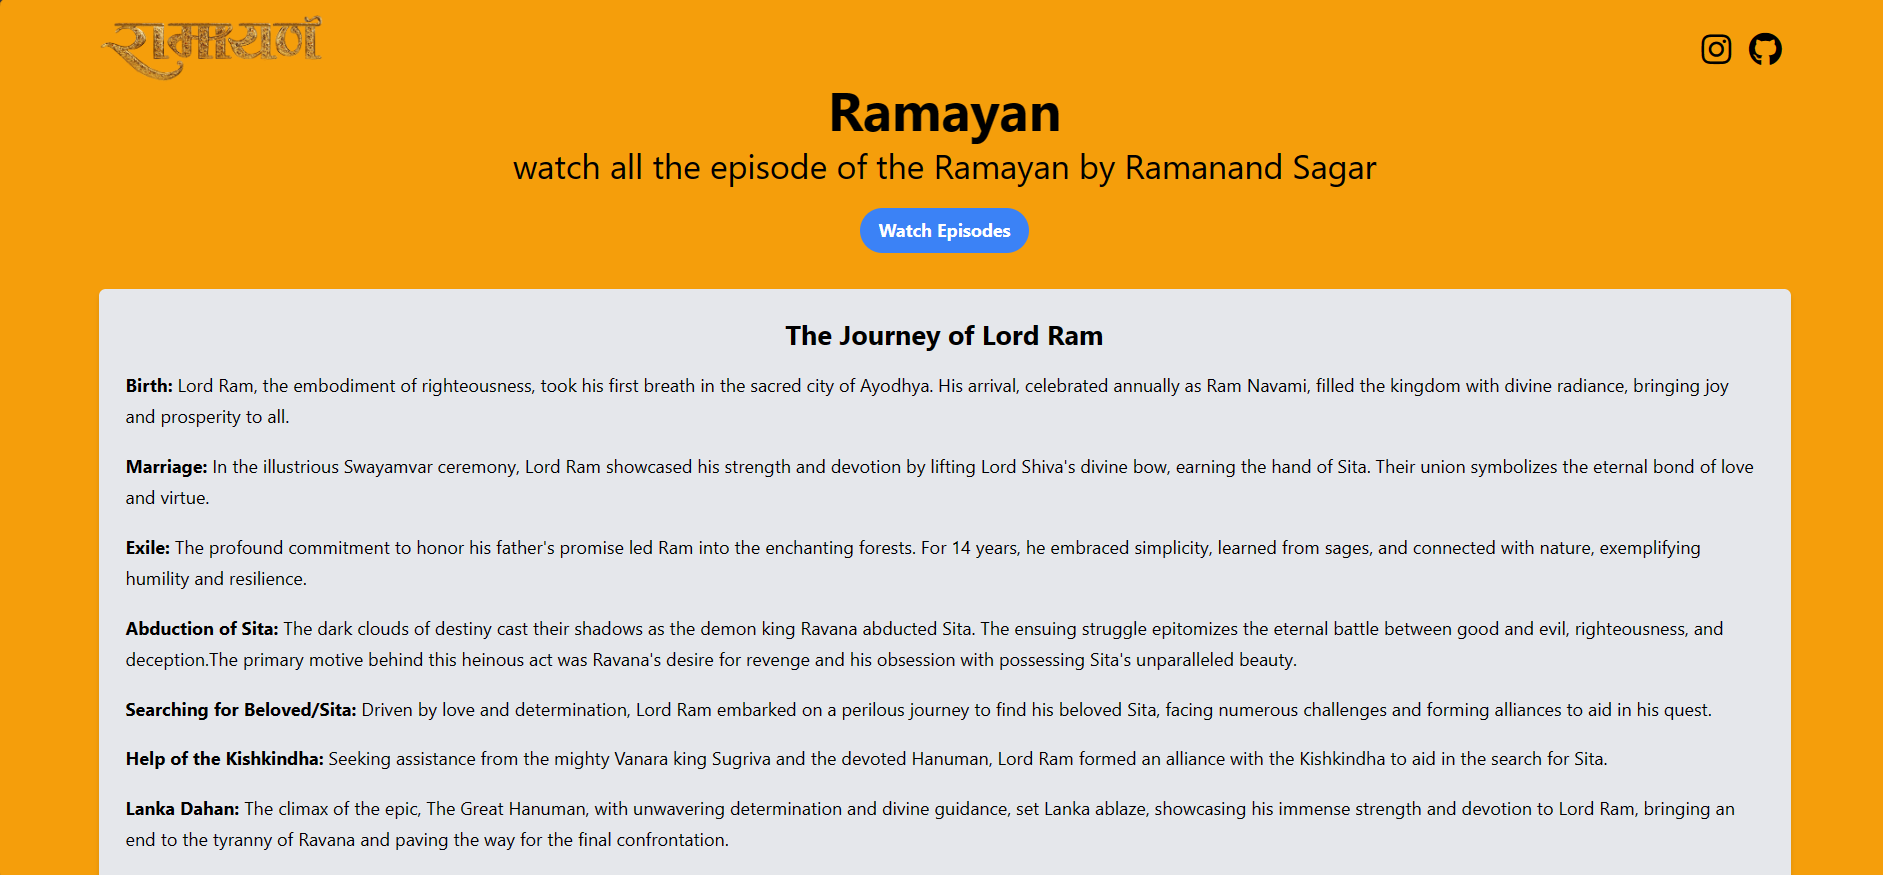 रामायण
Ramayan
watch all the episode of the Ramayan by Ramanand Sagar
Watch Episodes
The Journey of Lord Ram
Birth: Lord Ram, the embodiment of righteousness, took his first breath in the sacred city of Ayodhya. His arrival, celebrated annually as Ram Navami, filled the kingdom with divine radiance, bringing joy
and prosperity to all.
Marriage: In the illustrious Swayamvar ceremony, Lord Ram showcased his strength and devotion by lifting Lord Shiva's divine bow, earning the hand of Sita. Their union symbolizes the eternal bond of love
and virtue.
Exile: The profound commitment to honor his father's promise led Ram into the enchanting forests. For 14 years, he embraced simplicity, learned from sages, and connected with nature, exemplifying
humility and resilience.
Abduction of Sita: The dark clouds of destiny cast their shadows as the demon king Ravana abducted Sita. The ensuing struggle epitomizes the eternal battle between good and evil, righteousness, and
deception.The primary motive behind this heinous act was Ravana's desire for revenge and his obsession with possessing Sita's unparalleled beauty.
Searching for Beloved/Sita: Driven by love and determination, Lord Ram embarked on a perilous journey to find his beloved Sita, facing numerous challenges and forming alliances to aid in his quest.
Help of the Kishkindha: Seeking assistance from the mighty Vanara king Sugriva and the devoted Hanuman, Lord Ram formed an alliance with the Kishkindha to aid in the search for Sita.
Lanka Dahan: The climax of the epic, The Great Hanuman, with unwavering determination and divine guidance, set Lanka ablaze, showcasing his immense strength and devotion to Lord Ram, bringing an
end to the tyranny of Ravana and paving the way for the final confrontation.